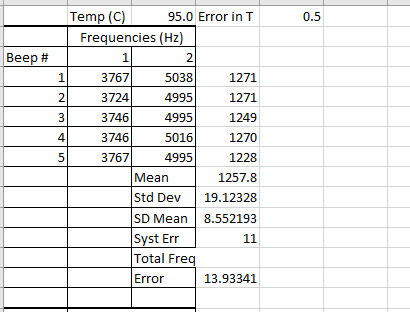 Temp (C) 95.0 Error in T 0.5
Frequencies (Hz)
Beep # 1 2
1 3767 5038 1271
2 3724 4995 1271
3 3746 4995 1249
4 3746 5016 1270
5 3767 4995 1228
Mean 1257.8
Std Dev 19.12328
SD Mean 8.552193
Syst Err 11
Total Freq
Error 13.93341